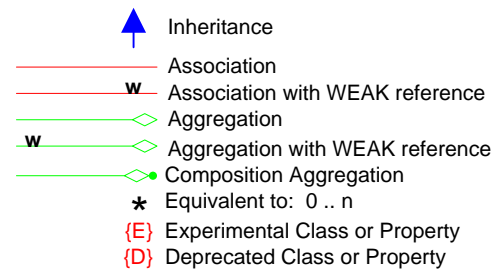 Inheritance
Association
w Association with WEAK reference
Aggregation
w Aggregation with WEAK reference
Composition Aggregation
* Equivalent to: 0 .. n
{E} Experimental Class or Property
{D} Deprecated Class or Property